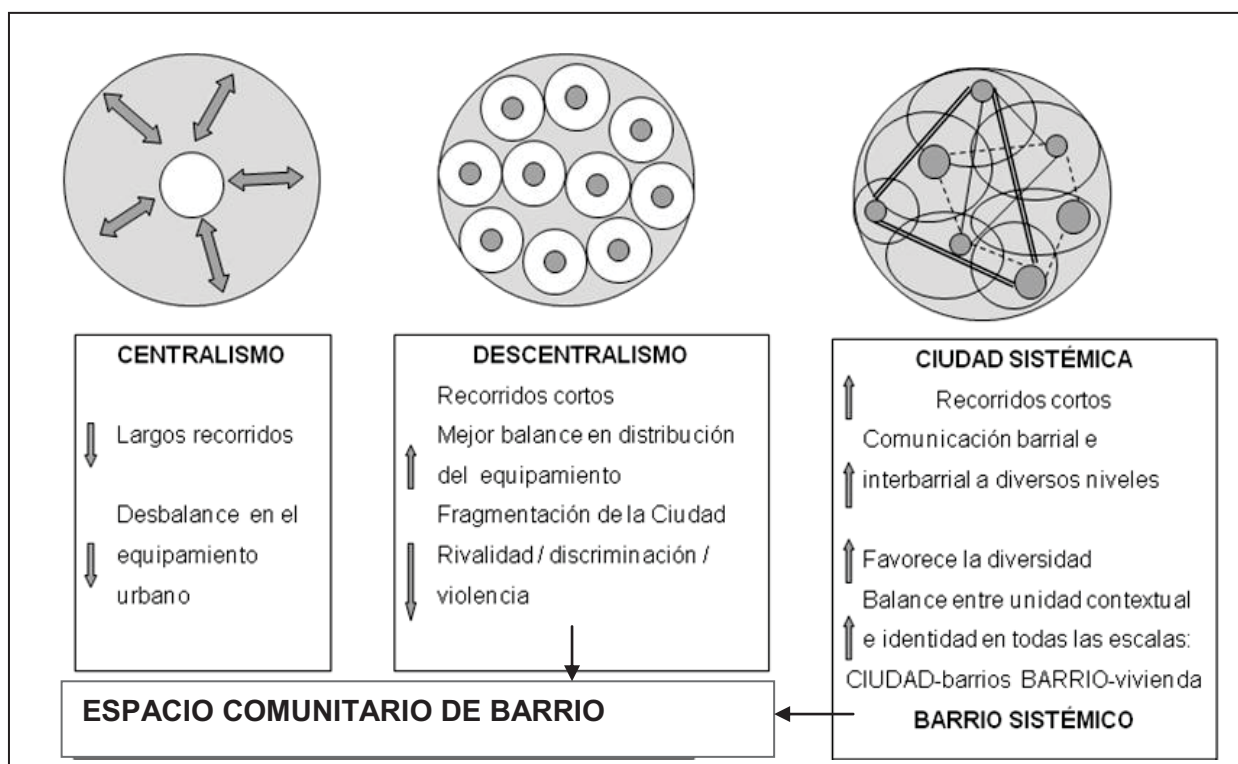 CENTRALISMO
Largos recorridos
Desbalance en el
equipamiento
urbano
DESCENTRALISMO
Recorridos cortos
Mejor balance en distribución
del equipamiento
Fragmentación de la Ciudad
Rivalidad / discriminación /
violencia
CIUDAD SISTÉMICA
Recorridos cortos
Comunicación barrial e
interbarrial a diversos niveles
Favorece la diversidad
Balance entre unidad contextual
e identidad en todas las escalas:
CIUDAD-barrios BARRIO-vivienda
BARRIO SISTÉMICO
ESPACIO COMUNITARIO DE BARRIO